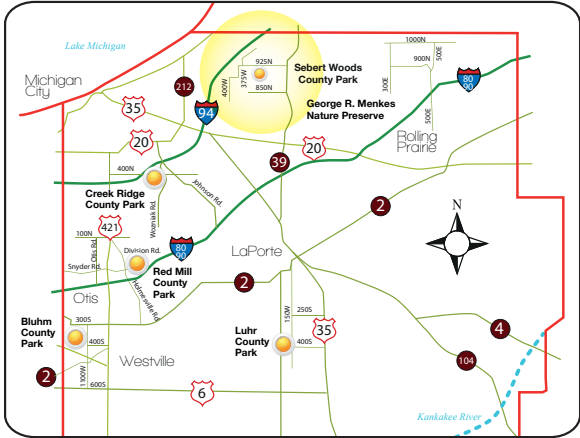 Lake Michigan
Michigan
City
212
35
94
20
925N
400W
375W
850N
Sebert Woods
County Park
George R. Menkes
Nature Preserve
1000N
500E
300E
900N
500E
80
90
Rolling
Prairie
20
39
400N
Creek Ridge
County Park
Wozniak Rd.
Johnson Rd.
2
N
421
100N
Otis Rd.
Division Rd.
Snyder Rd.
Holmesville Rd.
80
90
Red Mill
County
Park
LaPorte
2
Otis
300S
Bluhm
County
Park
400S
1100W
2
600S
Westville
6
150W
250S
35
400S
Luhr
County
Park
4
104
Kankakee River